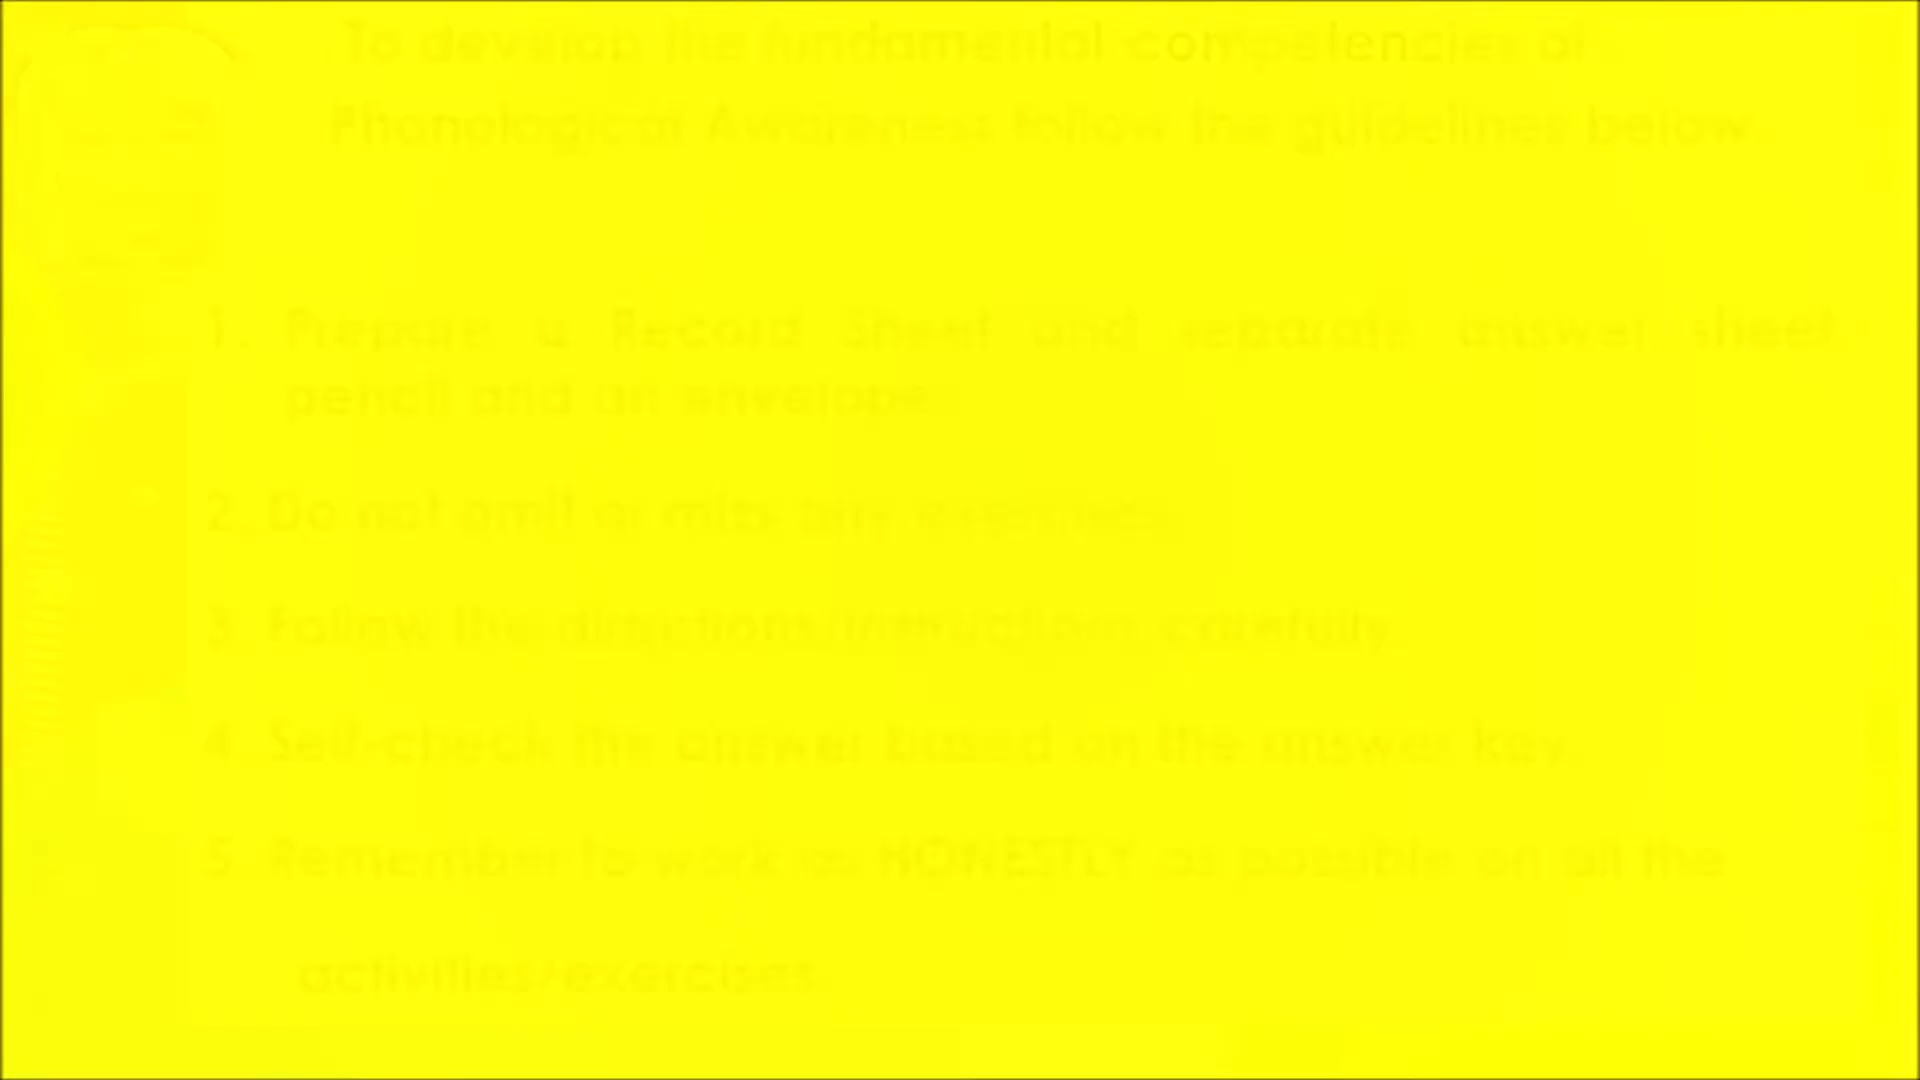 To develop the fundamental competencies of
Phonological Awareness follow the guidelines below.
1. Prepare a Record Sheet and separate answer sheet
pencil and an envelope.
2. Do not omit or miss any exercises.
3. Follow the directions/instructions carefully.
4. Self-check the answer based on the answer key.
5. Remember to work as HONESTLY as possible on all the
activities/exercises.